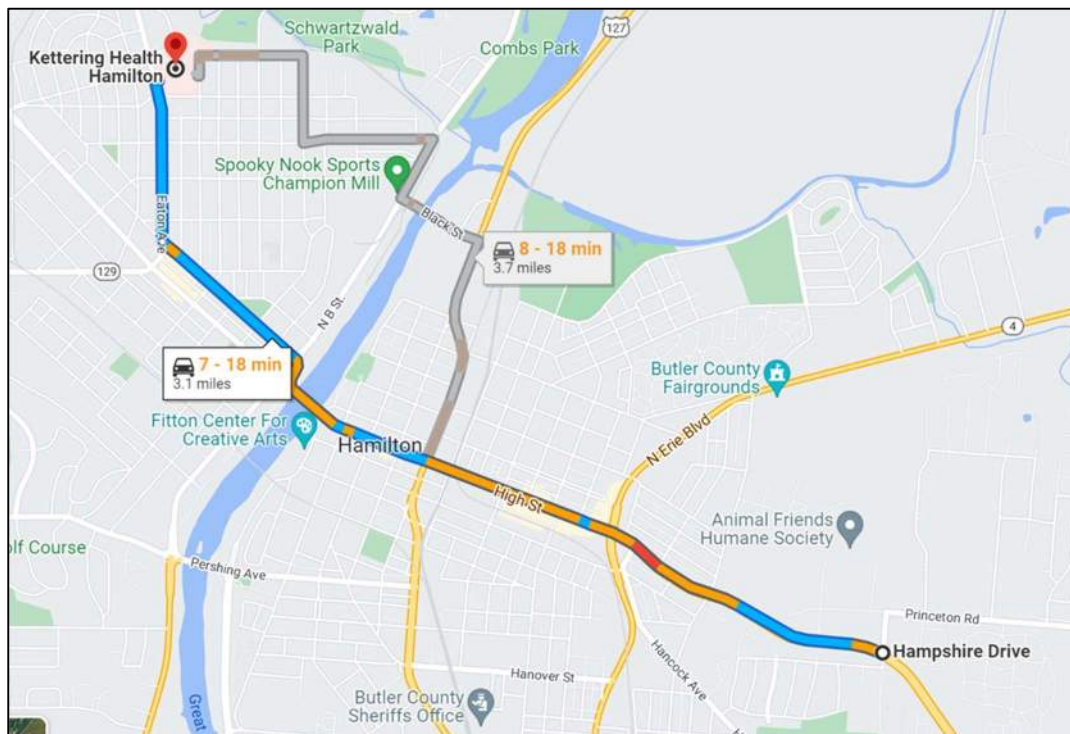 Schwartzwald
Park
Combs Park
127
Kettering Health
Hamilton
Spooky Nook Sports
Champion Mill
Black St
Eaton Ave
8 - 18 min
3.7 miles
129
N B St.
4
7 - 18 min
3.1 miles
Butler County
Fairgrounds
Fitton Center For
Creative Arts
Hamilton
N Erie Blvd
High St
Animal Friends
Humane Society
olf Course
Pershing Ave
Princeton Rd
Hampshire Drive
Hancock Ave
Hanover St
Butler County
Sheriffs Office
Great